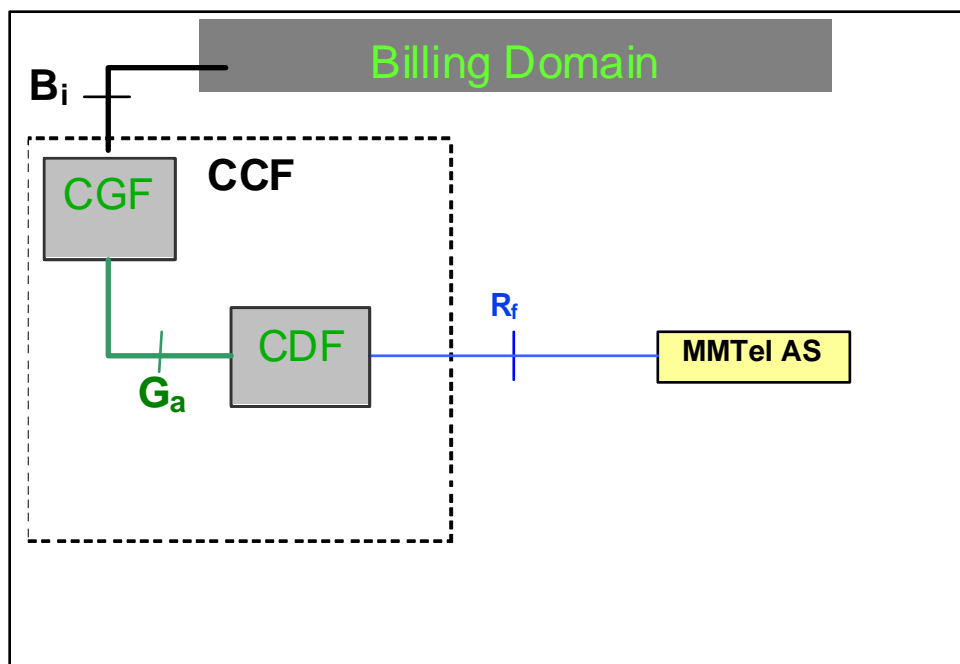 Billing Domain
Bi
CCF
CGF
Rf
CDF
MMTel AS
Ga